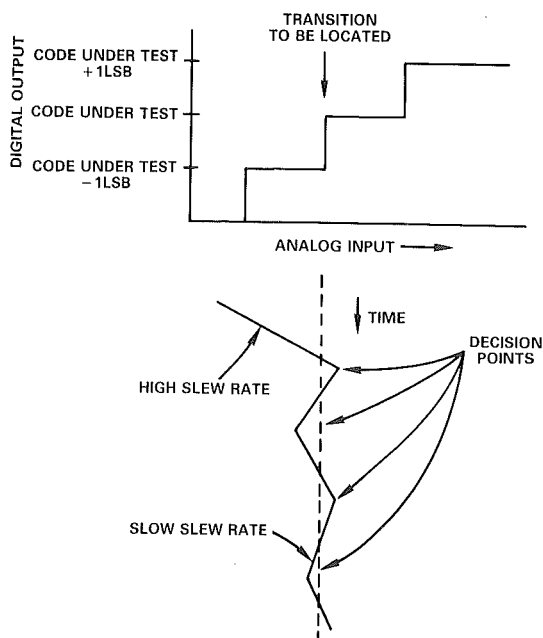 TRANSITION
TO BE LOCATED
DIGITAL OUTPUT
CODE UNDER TEST
+1LSB
CODE UNDER TEST
CODE UNDER TEST
−1LSB
ANALOG INPUT
TIME
DECISION
POINTS
HIGH SLEW RATE
SLOW SLEW RATE